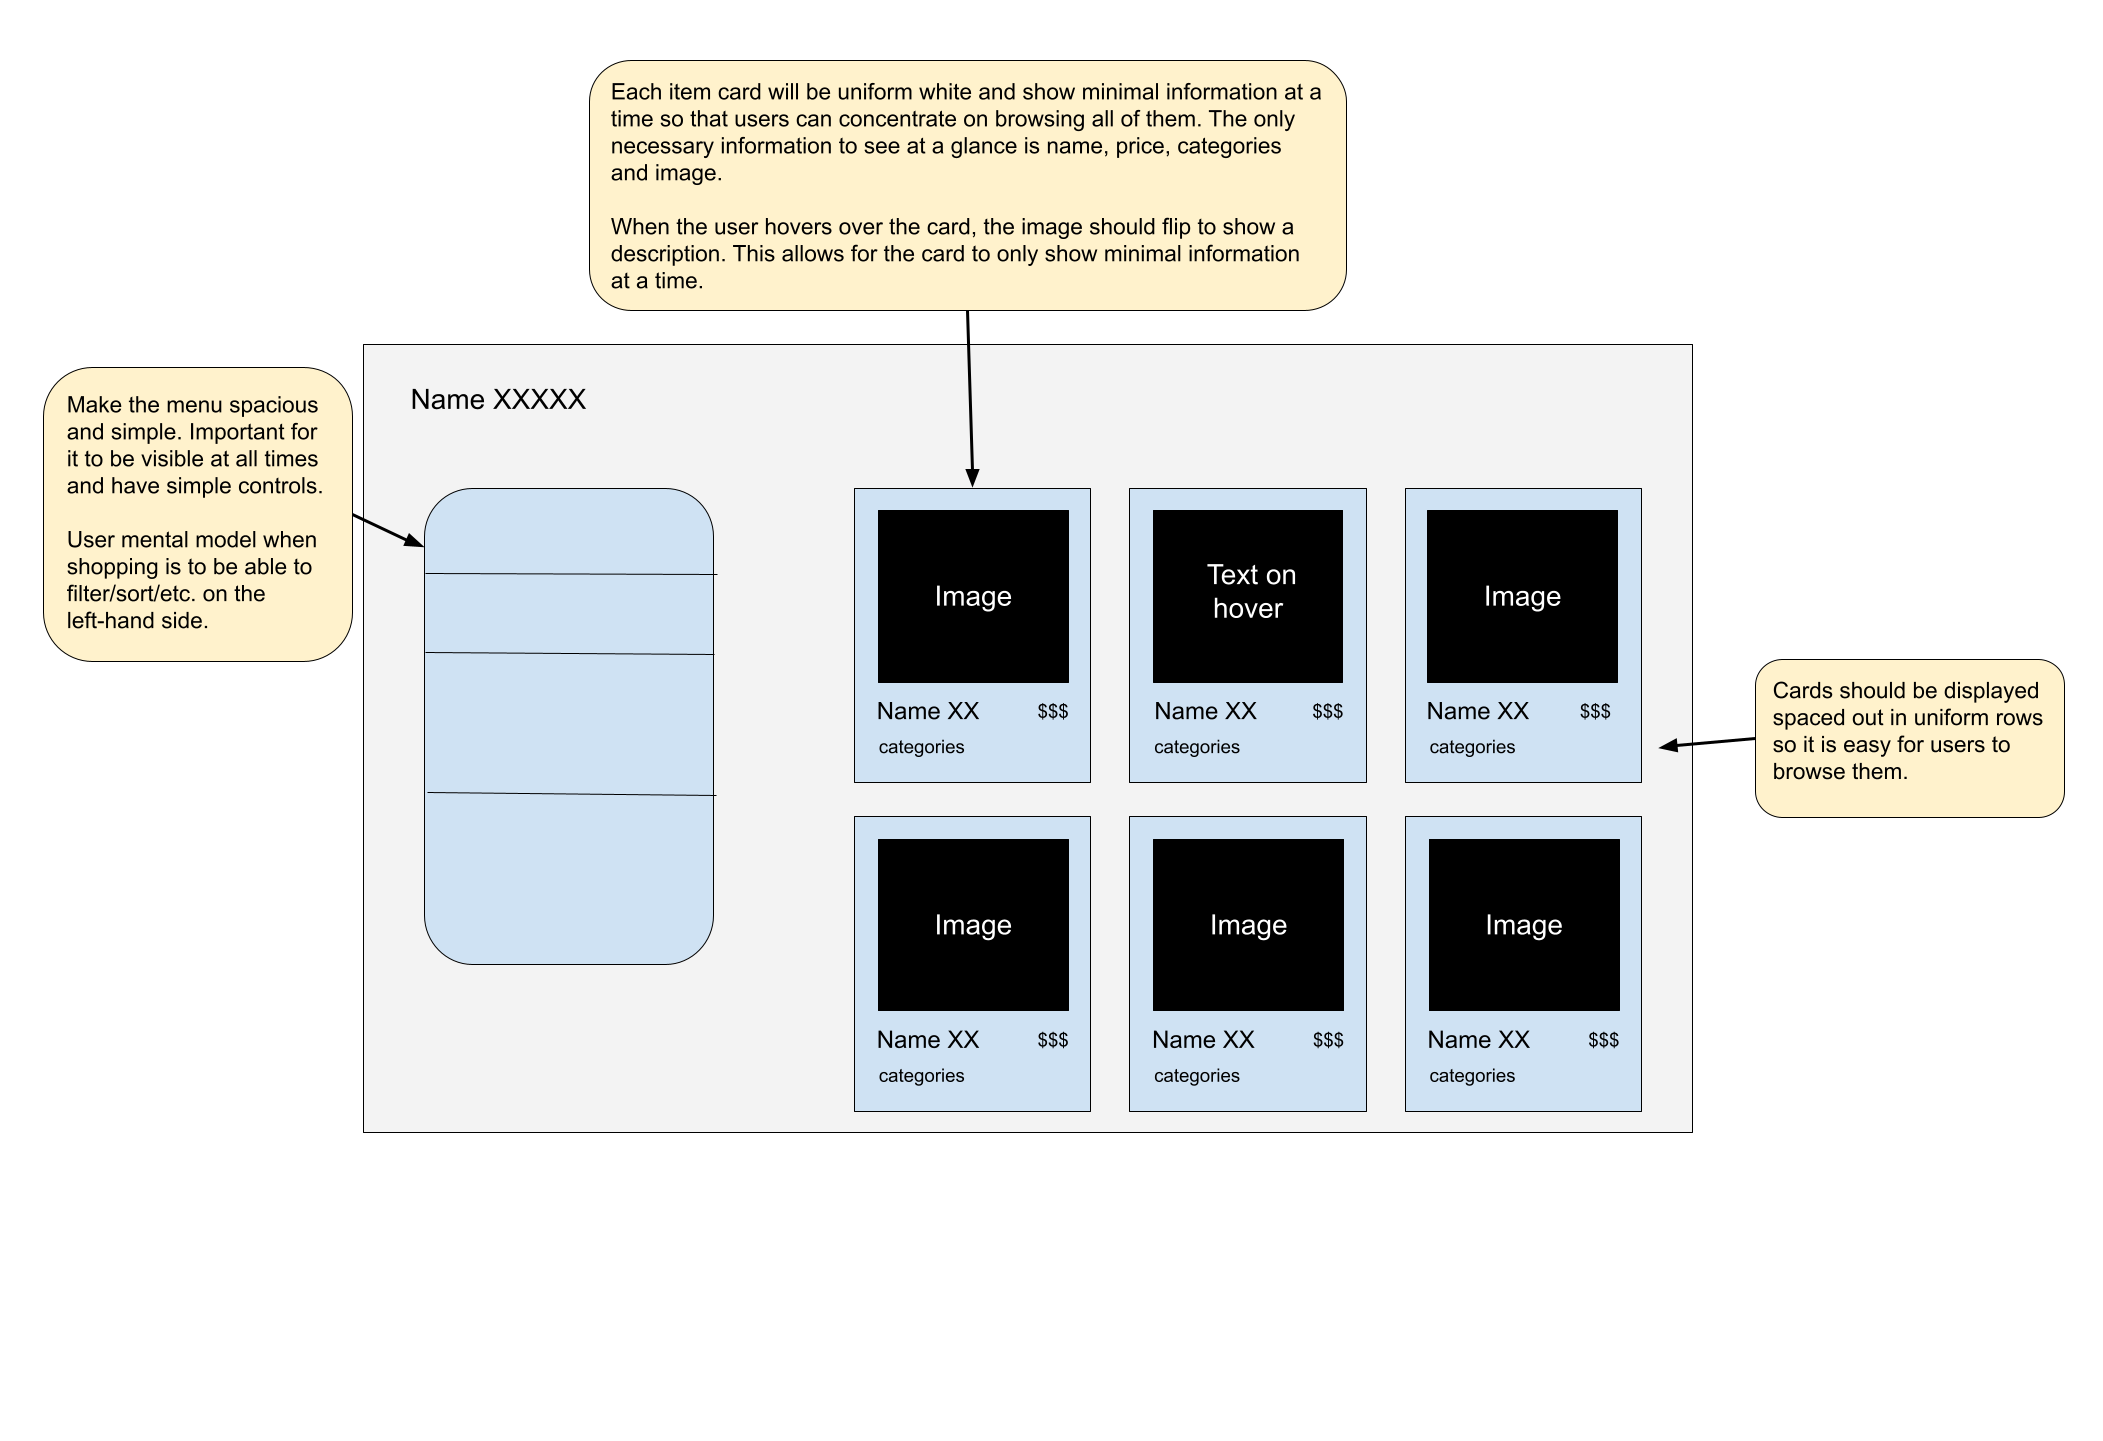 Each item card will be uniform white and show minimal information at a
time so that users can concentrate on browsing all of them. The only
necessary information to see at a glance is name, price, categories
and image.
When the user hovers over the card, the image should flip to show a
description. This allows for the card to only show minimal information
at a time.
Make the menu spacious
and simple. Important for
it to be visible at all times
and have simple controls.
User mental model when
shopping is to be able to
filter/sort/etc. on the
left-hand side.
Name XXXXX
Image
Text on
hover
Image
Name XX $$$
Name XX $$$
Name XX $$$
categories
categories
categories
Cards should be displayed
spaced out in uniform rows
so it is easy for users to
browse them.
Image
Image
Image
Name XX $$$
Name XX $$$
Name XX $$$
categories
categories
categories